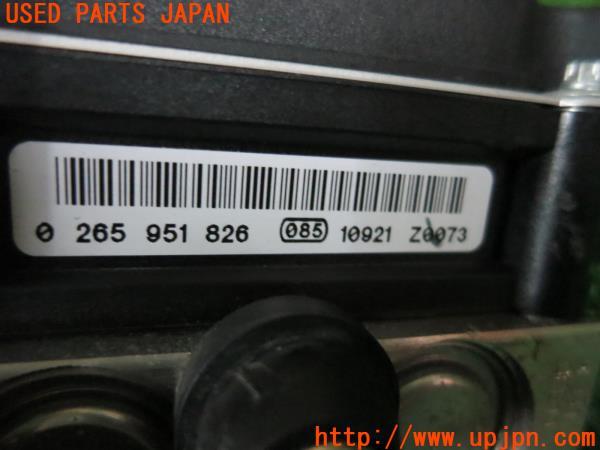 USED PARTS JAPAN
0 265 951 826 085 10921 Z0073
http://www.upjpn.com/